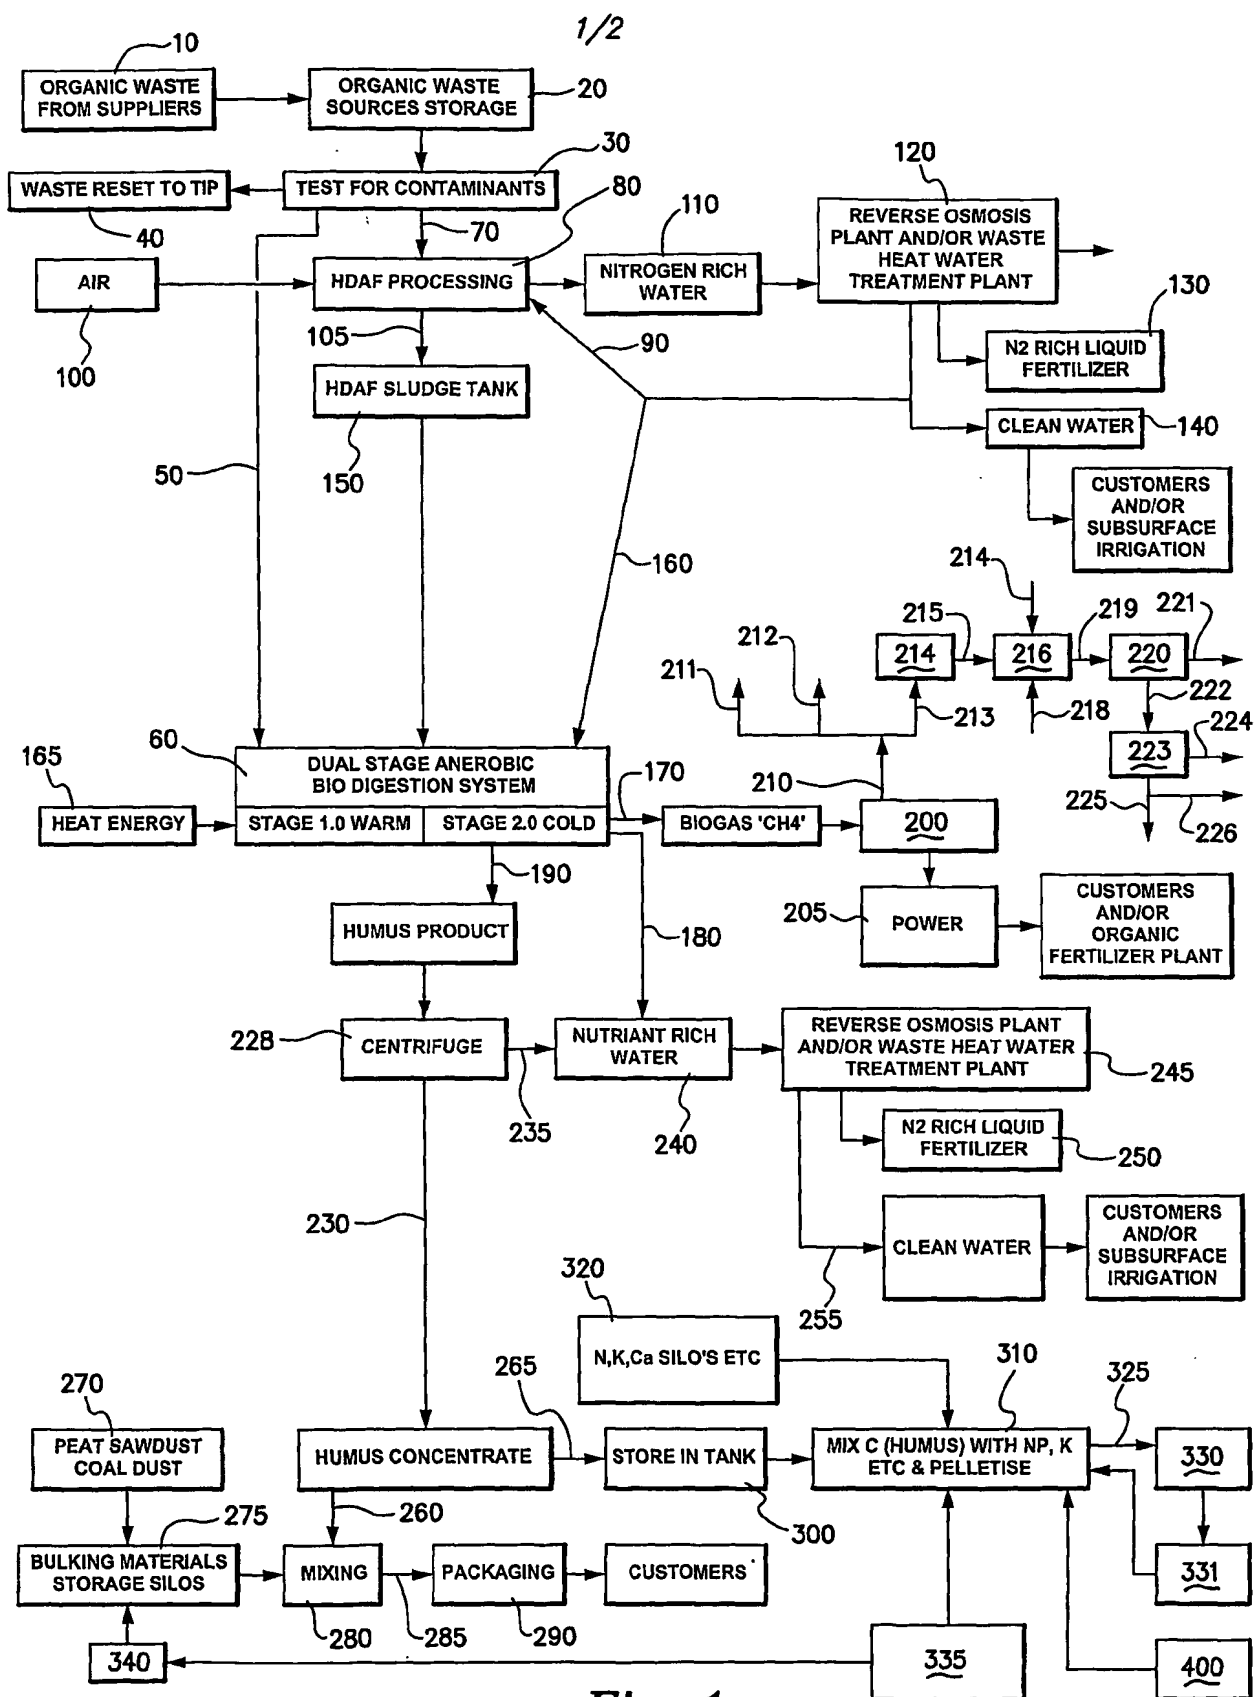 1/2
10
ORGANIC WASTE
FROM SUPPLIERS
ORGANIC WASTE
SOURCES STORAGE
20
30
WASTE RESET TO TIP
TEST FOR CONTAMINANTS
80
40
70
110
120
REVERSE OSMOSIS
PLANT AND/OR WASTE
HEAT WATER
TREATMENT PLANT
AIR
HDAF PROCESSING
NITROGEN RICH
WATER
100
105
90
130
N2 RICH LIQUID
FERTILIZER
HDAF SLUDGE TANK
150
50
CLEAN WATER
140
CUSTOMERS
AND/OR
SUBSURFACE
IRRIGATION
160
214
215
219
221
212
211
214
216
220
213
218
222
224
223
210
225
226
60
165
DUAL STAGE ANEROBIC
BIO DIGESTION SYSTEM
170
HEAT ENERGY
STAGE 1.0 WARM
STAGE 2.0 COLD
BIOGAS 'CH4'
200
190
HUMUS PRODUCT
180
205
POWER
CUSTOMERS
AND/OR
ORGANIC
FERTILIZER PLANT
228
CENTRIFUGE
235
NUTRIANT RICH
WATER
240
REVERSE OSMOSIS PLANT
AND/OR WASTE HEAT WATER
TREATMENT PLANT
245
N2 RICH LIQUID
FERTILIZER
250
230
CLEAN WATER
255
CUSTOMERS
AND/OR
SUBSURFACE
IRRIGATION
320
N,K,Ca SILO'S ETC
310
325
270
265
PEAT SAWDUST
COAL DUST
HUMUS CONCENTRATE
STORE IN TANK
300
MIX C (HUMUS) WITH NP, K
ETC & PELLETISE
330
275
260
BULKING MATERIALS
STORAGE SILOS
MIXING
PACKAGING
CUSTOMERS
331
280
285
290
340
335
400